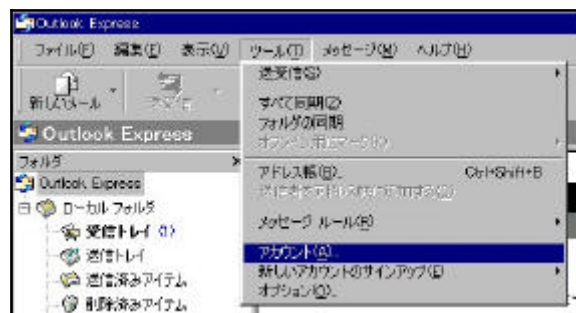 Outlook Express
ファイル(F) 編集(E) 表示(V) ツール(T) メッセージ(M) ヘルプ(H)
送受信(S)
新しいメール
すべて同期(Z)
フォルダの同期
Outlook Express
フォルダ ×
アドレス帳(B)... Ctrl+Shift+B
Outlook Express
ローカル フォルダ
メッセージ ルール(R)
受信トレイ (1)
アカウント(A)...
送信トレイ
新しいアカウントのサインアップ(E)
送信済みアイテム
オプション(O)...
削除済みアイテム